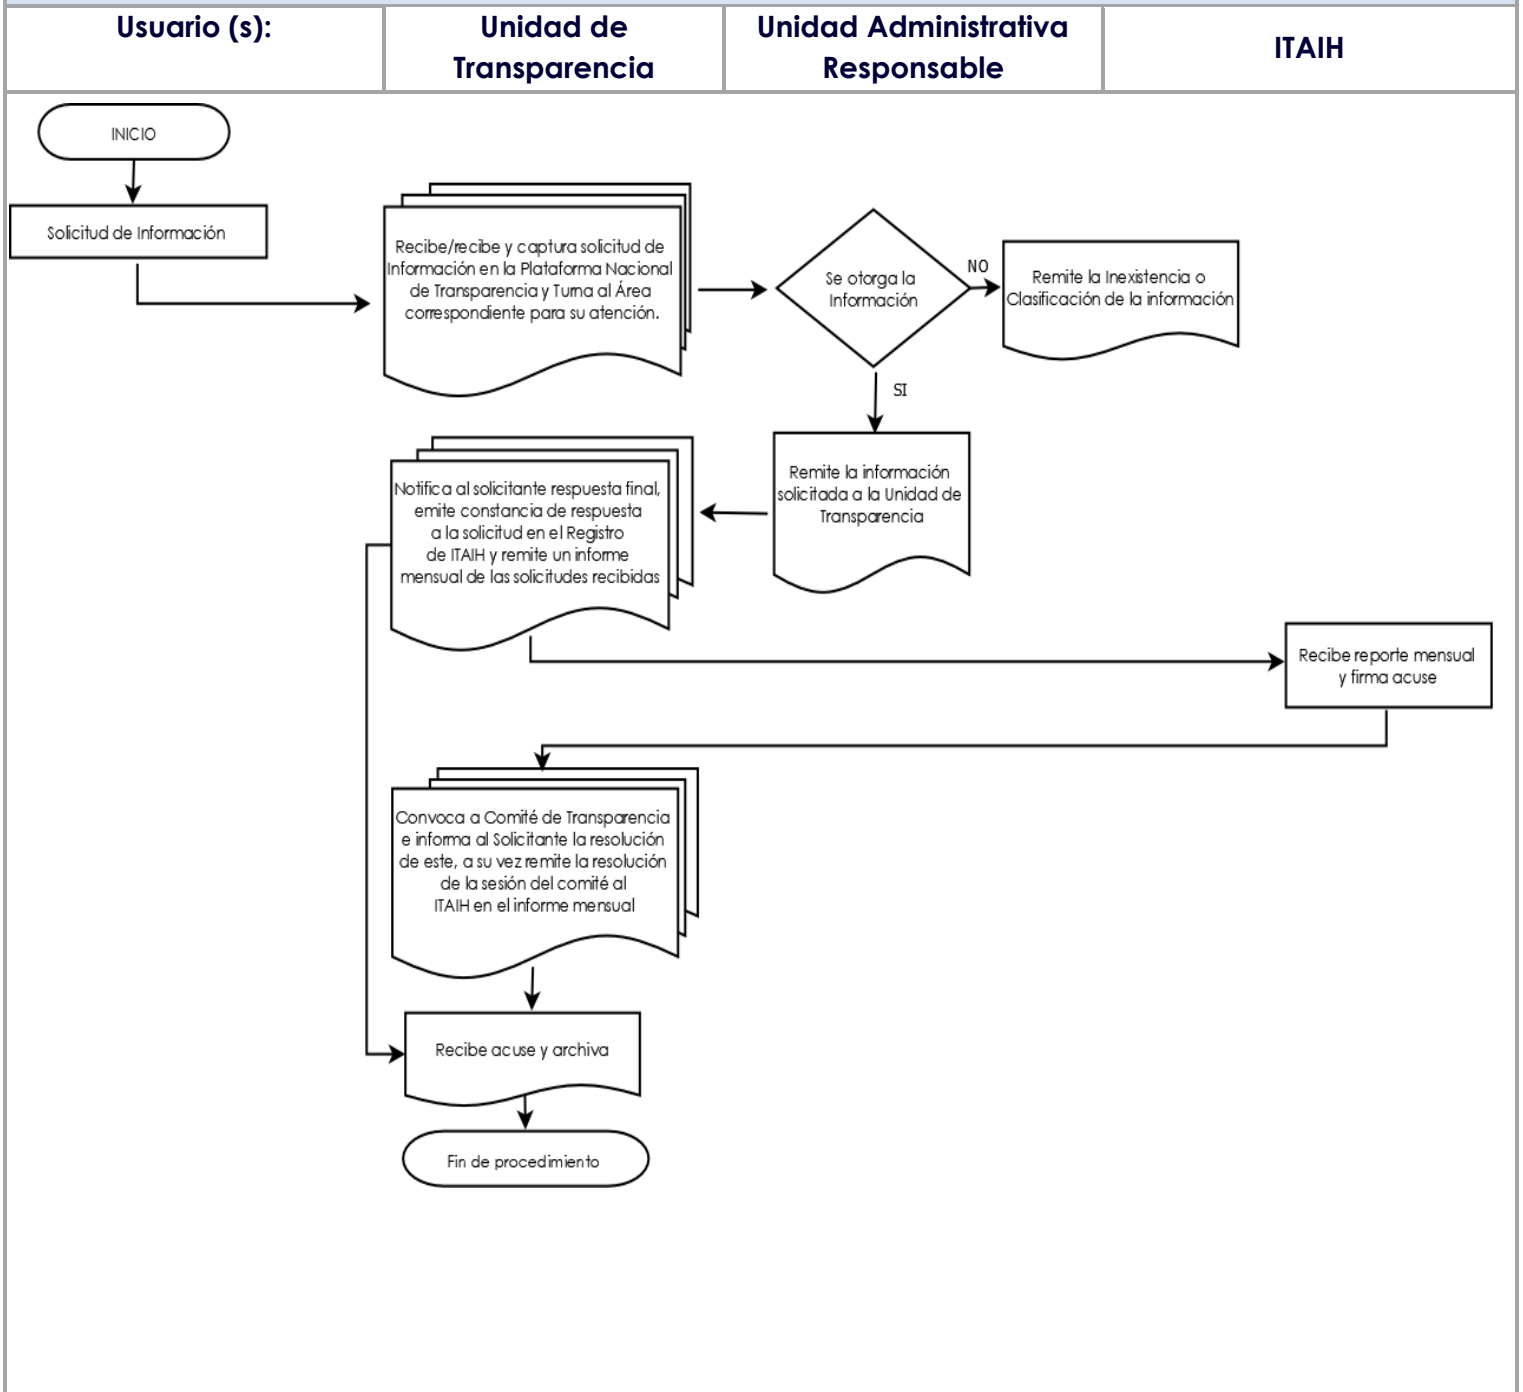 Usuario (s):
Unidad de
Transparencia
Unidad Administrativa
Responsable
ITAIH
INICIO
Solicitud de Información
Recibe/recibe y captura solicitud de
Información en la Plataforma Nacional
de Transparencia y Turna al Área
correspondiente para su atención.
Se otorga la
Información
NO
Remite la Inexistencia o
Clasificación de la información
SI
Remite la información
solicitada a la Unidad de
Transparencia
Notifica al solicitante respuesta final,
emite constancia de respuesta
a la solicitud en el Registro
de ITAIH y remite un informe
mensual de las solicitudes recibidas
Recibe reporte mensual
y firma acuse
Convoca a Comité de Transparencia
e informa al Solicitante la resolución
de este, a su vez remite la resolución
de la sesión del comité al
ITAIH en el informe mensual
Recibe acuse y archiva
Fin de procedimiento